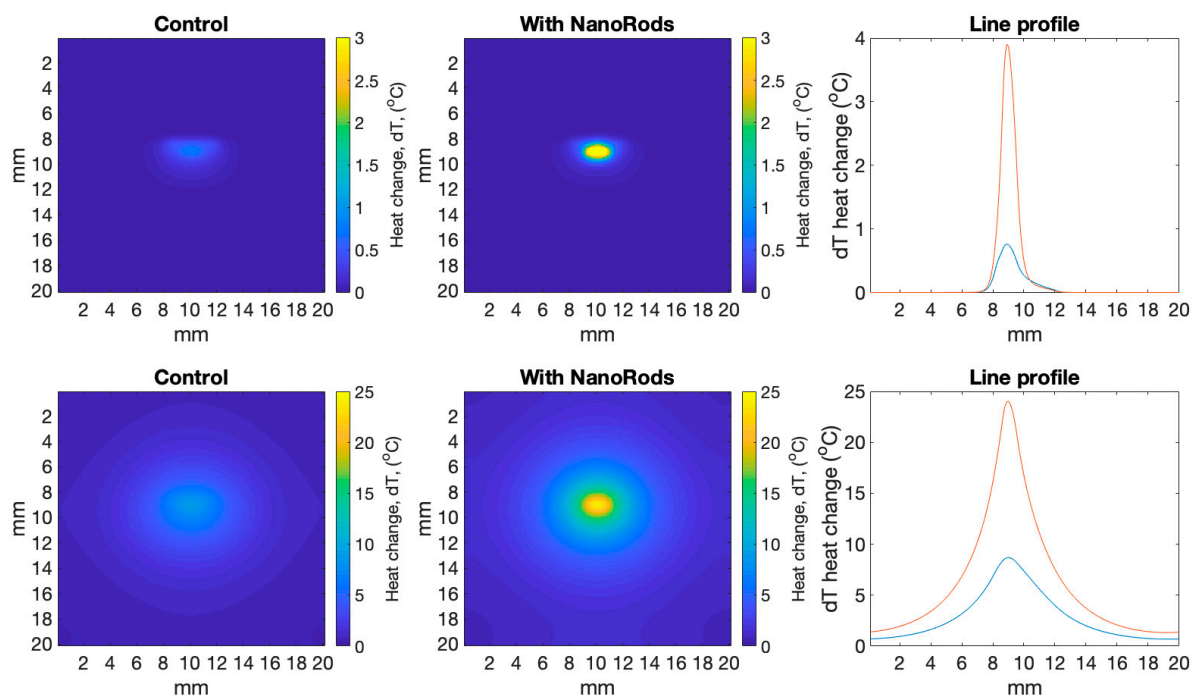 Control
2
4
6
8
10
12
14
16
18
20
mm
2 4 6 8 10 12 14 16 18 20
mm
3
2.5
2
1.5
1
0.5
0
Heat change, dT, (°C)
With NanoRods
2
4
6
8
10
12
14
16
18
20
mm
2 4 6 8 10 12 14 16 18 20
mm
3
2.5
2
1.5
1
0.5
0
Heat change, dT, (°C)
Line profile
4
3
2
1
0
dT heat change (°C)
2 4 6 8 10 12 14 16 18 20
mm
Control
2
4
6
8
10
12
14
16
18
20
mm
2 4 6 8 10 12 14 16 18 20
mm
25
20
15
10
5
0
Heat change, dT, (°C)
With NanoRods
2
4
6
8
10
12
14
16
18
20
mm
2 4 6 8 10 12 14 16 18 20
mm
25
20
15
10
5
0
Heat change, dT, (°C)
Line profile
25
20
15
10
5
0
dT heat change (°C)
2 4 6 8 10 12 14 16 18 20
mm